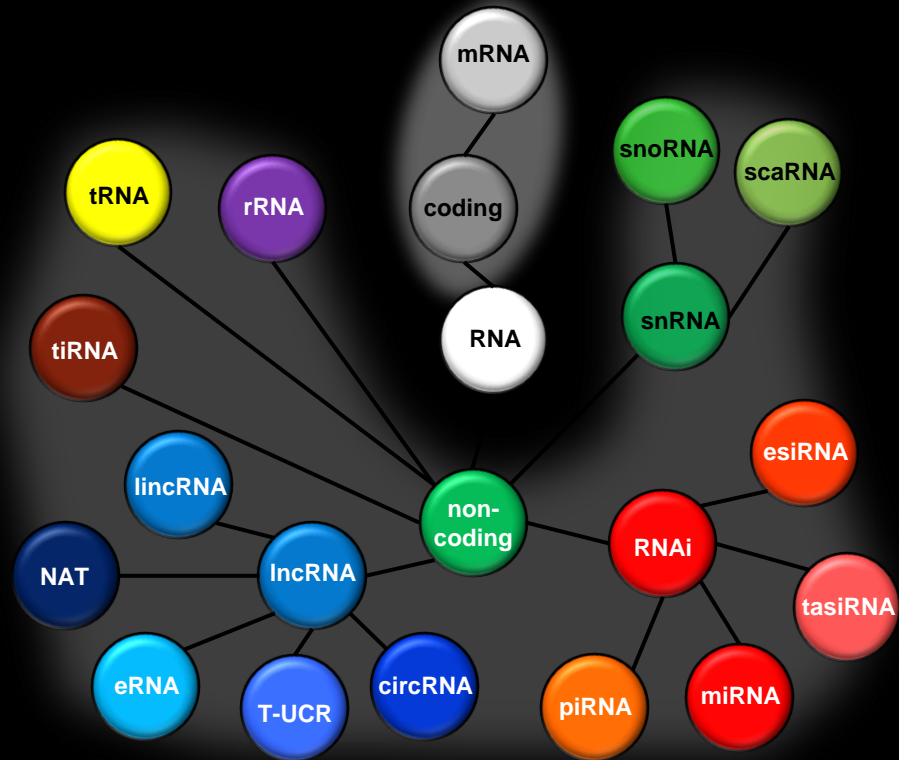 mRNA
snoRNA
scaRNA
tRNA
rRNA
coding
snRNA
RNA
tiRNA
esiRNA
lincRNA
non-
coding
RNAi
lncRNA
NAT
tasiRNA
eRNA
circRNA
T-UCR
piRNA
miRNA